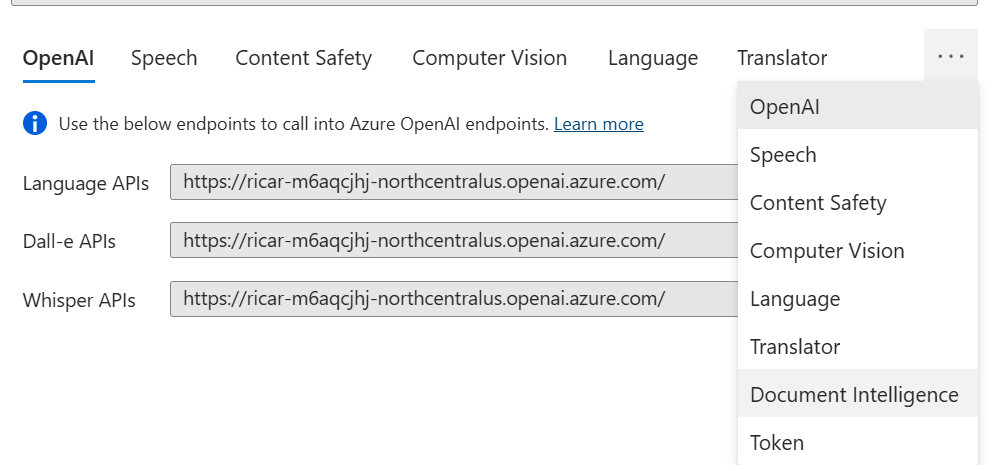 OpenAI Speech Content Safety Computer Vision Language Translator ...
Use the below endpoints to call into Azure OpenAI endpoints. Learn more
Language APIs https://ricar-m6aqcjhj-northcentralus.openai.azure.com/
Dall-e APIs https://ricar-m6aqcjhj-northcentralus.openai.azure.com/
Whisper APIs https://ricar-m6aqcjhj-northcentralus.openai.azure.com/
OpenAI
Speech
Content Safety
Computer Vision
Language
Translator
Document Intelligence
Token